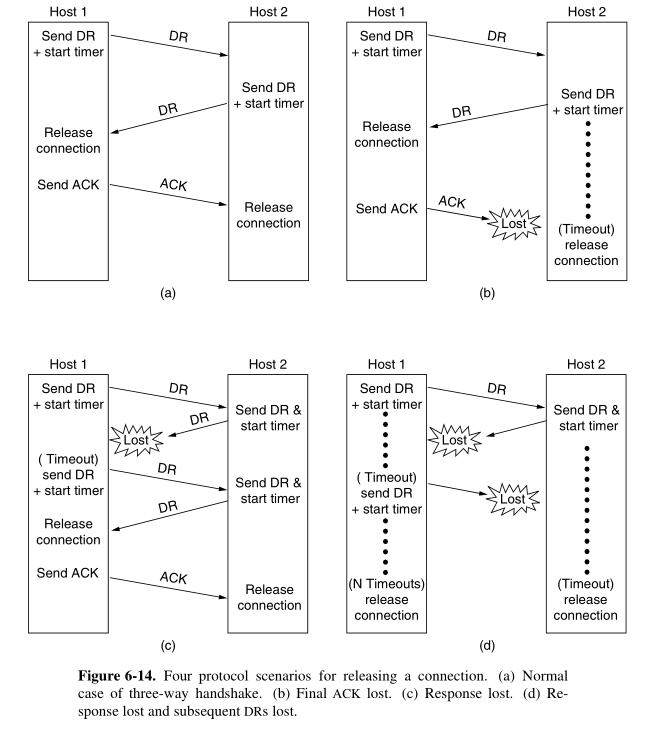 Host 1
Host 2
Send DR
+ start timer
DR
Send DR
+ start timer
DR
Release
connection
Send ACK
ACK
Release
connection
(a)
Host 1
Host 2
Send DR
+ start timer
DR
Send DR
+ start timer
DR
Release
connection
Send ACK
ACK
Lost
(Timeout)
release
connection
(b)
Host 1
Host 2
Send DR
+ start timer
DR
Send DR &
start timer
DR
Lost
( Timeout)
send DR
+ start timer
DR
Send DR &
start timer
DR
Release
connection
Send ACK
ACK
Release
connection
(c)
Host 1
Host 2
Send DR
+ start timer
DR
Send DR &
start timer
Lost
( Timeout)
send DR
+ start timer
Lost
(N Timeouts)
release
connection
(Timeout)
release
connection
(d)
Figure 6-14. Four protocol scenarios for releasing a connection. (a) Normal
case of three-way handshake. (b) Final ACK lost. (c) Response lost. (d) Re-
sponse lost and subsequent DRs lost.